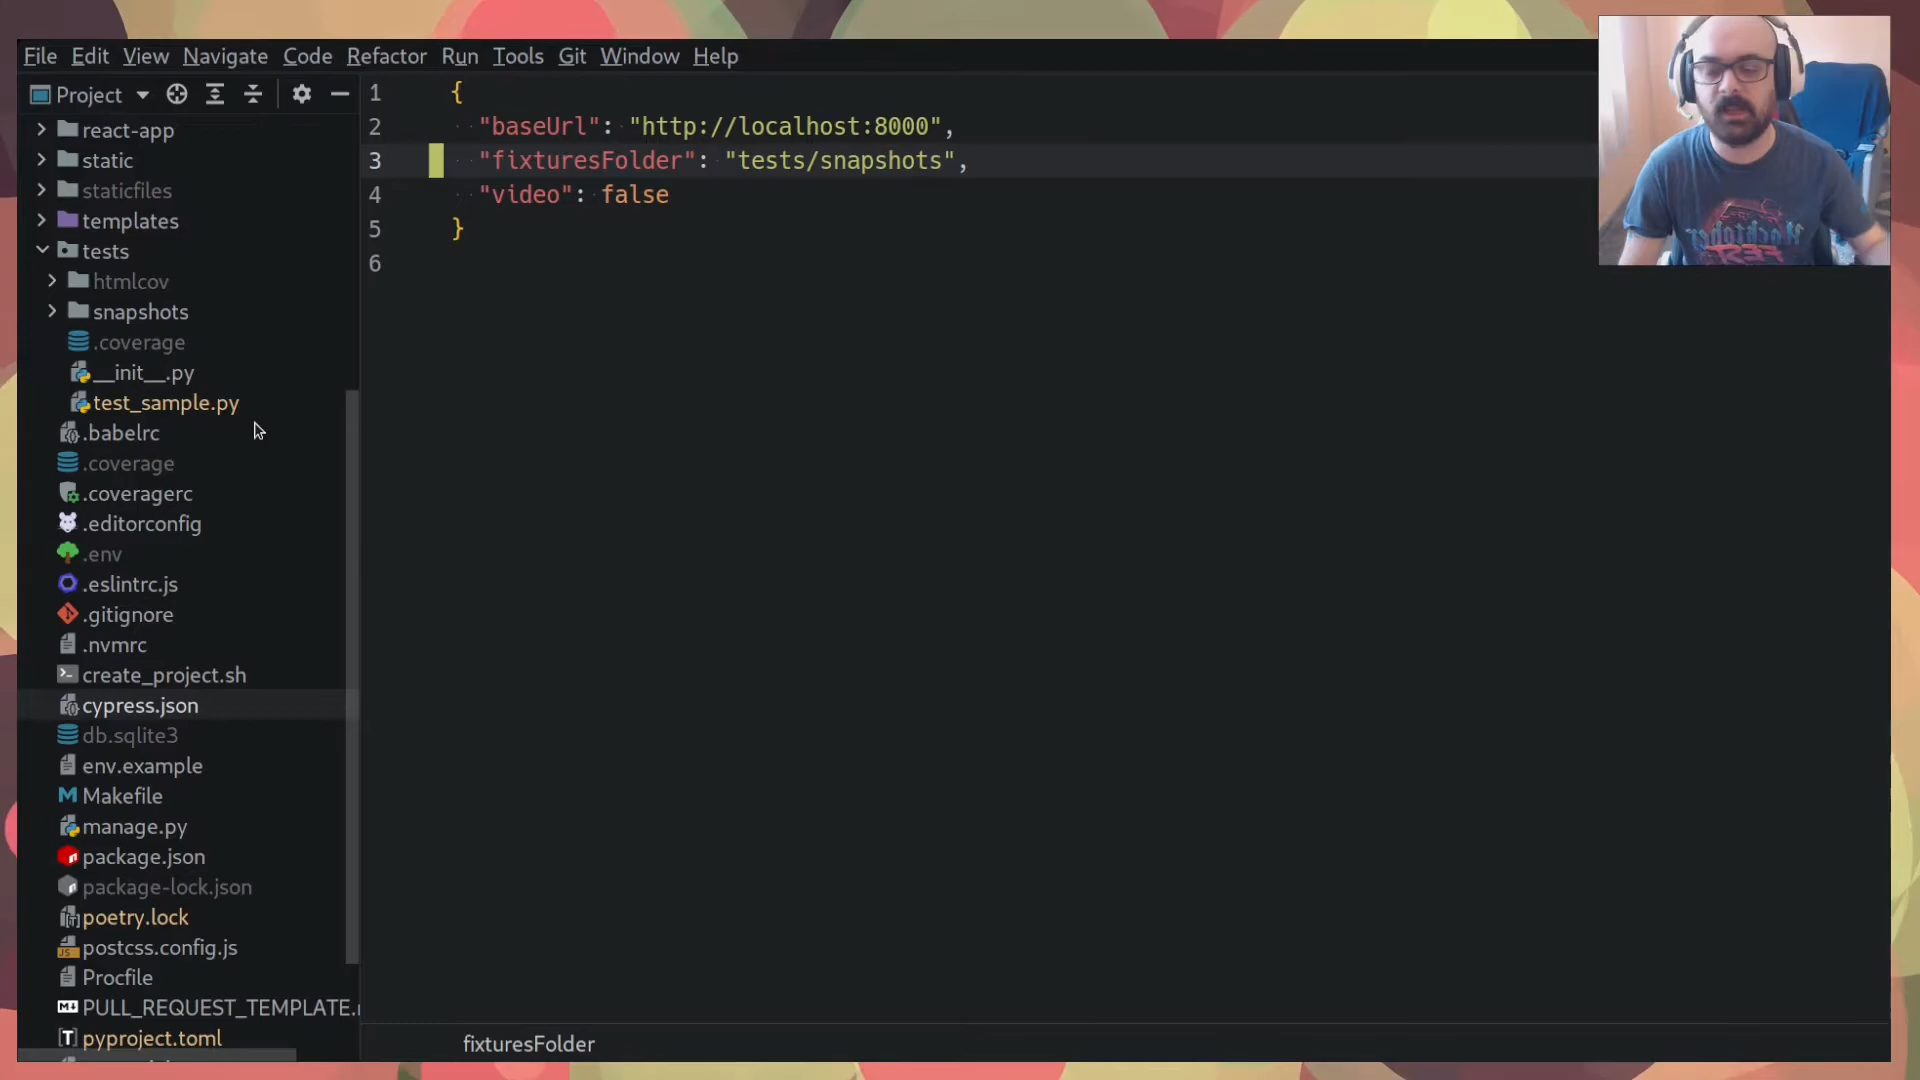 File Edit View Navigate Code Refactor Run Tools Git Window Help
Project
react-app
static
staticfiles
templates
tests
htmlcov
snapshots
.coverage
__init__.py
test_sample.py
.babelrc
.coverage
.coveragerc
.editorconfig
.env
.eslintrc.js
.gitignore
.nvmrc
create_project.sh
cypress.json
db.sqlite3
env.example
Makefile
manage.py
package.json
package-lock.json
poetry.lock
postcss.config.js
Procfile
PULL_REQUEST_TEMPLATE.
pyproject.toml
1 {
2 "baseUrl": "http://localhost:8000",
3 "fixturesFolder": "tests/snapshots",
4 "video": false
5 }
6
fixturesFolder